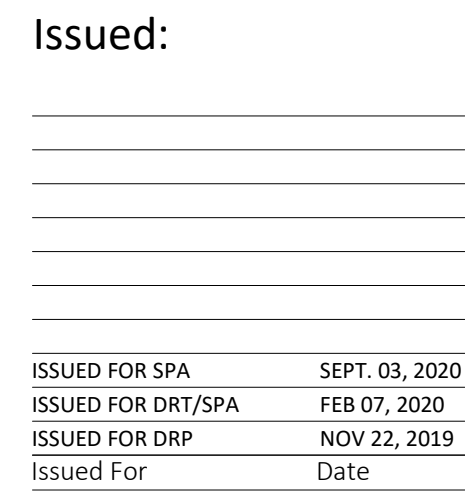 Issued:
ISSUED FOR SPA SEPT. 03, 2020
ISSUED FOR DRT/SPA FEB 07, 2020
ISSUED FOR DRP NOV 22, 2019
Issued For Date